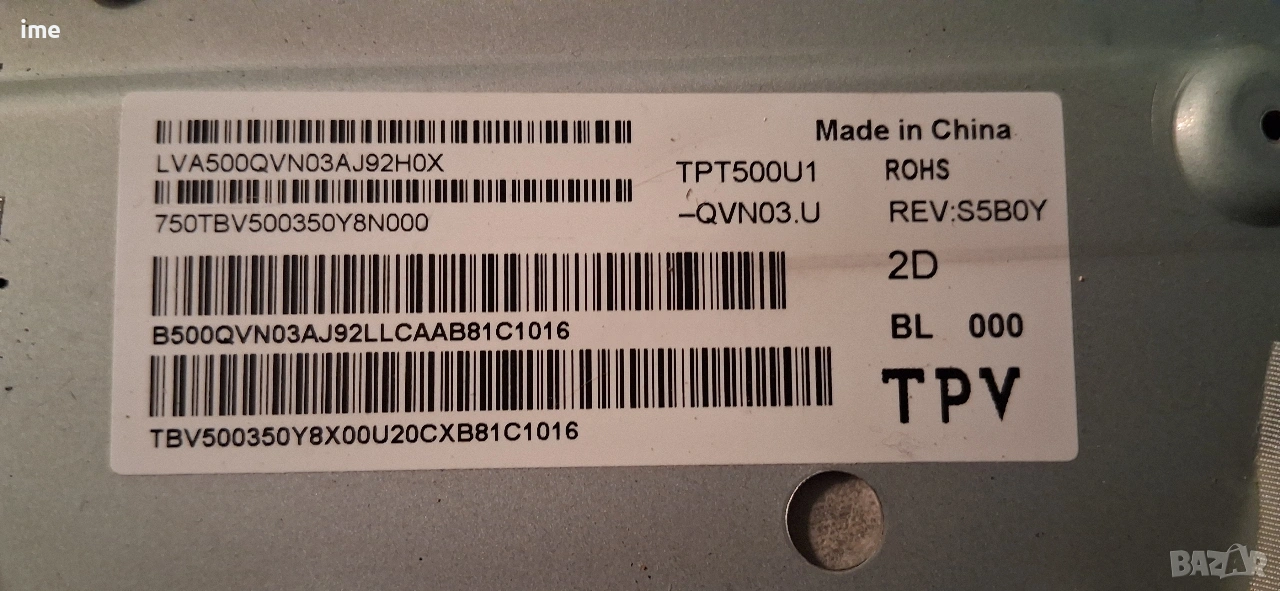 ime
Made in China
LVA500QVN03AJ92H0X
TPT500U1
ROHS
750TBV500350Y8N000
–QVN03.U
REV:S5B0Y
2D
B500QVN03AJ92LLCAAB81C1016
BL 000
TPV
TBV500350Y8X00U20CXB81C1016
BAZAR